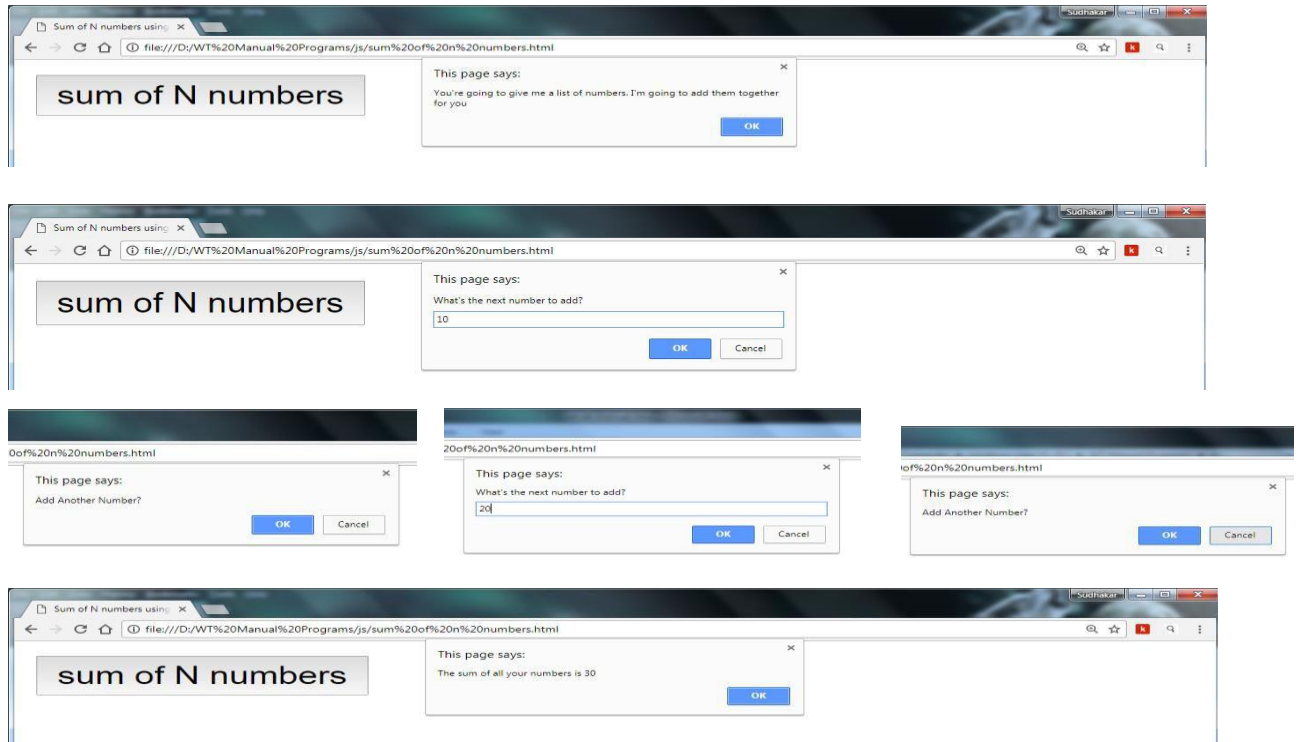 Sudhakar
Sum of N numbers using
file:///D:/WT%20Manual%20Programs/js/sum%20of%20n%20numbers.html
k
sum of N numbers
This page says:
You're going to give me a list of numbers. I'm going to add them together
for you
OK
Sudhakar
Sum of N numbers using
file:///D:/WT%20Manual%20Programs/js/sum%20of%20n%20numbers.html
k
sum of N numbers
This page says:
What's the next number to add?
10
OK Cancel
0of%20n%20numbers.html
This page says:
Add Another Number?
OK Cancel
20of%20n%20numbers.html
This page says:
What's the next number to add?
20
OK Cancel
of%20n%20numbers.html
This page says:
Add Another Number?
OK Cancel
Sudhakar
Sum of N numbers using
file:///D:/WT%20Manual%20Programs/js/sum%20of%20n%20numbers.html
k
sum of N numbers
This page says:
The sum of all your numbers is 30
OK